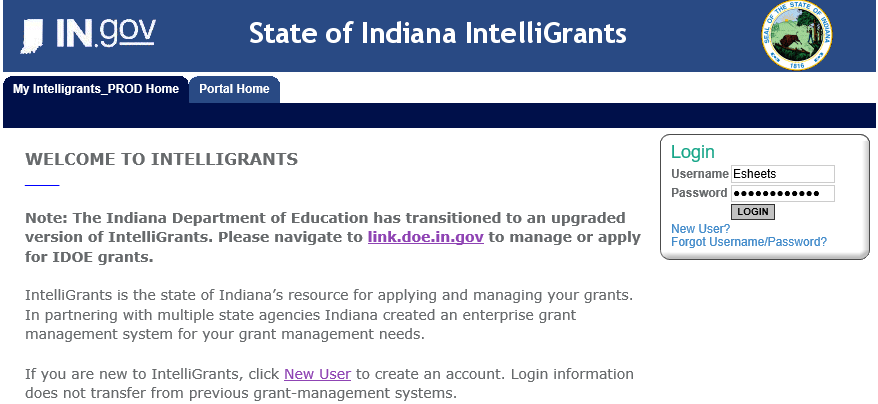 IN.gov
State of Indiana IntelliGrants
SEAL OF THE STATE OF INDIANA
1816
My Intelligrants_PROD Home
Portal Home
WELCOME TO INTELLIGRANTS
Note: The Indiana Department of Education has transitioned to an upgraded
version of IntelliGrants. Please navigate to link.doe.in.gov to manage or apply
for IDOE grants.
IntelliGrants is the state of Indiana’s resource for applying and managing your grants.
In partnering with multiple state agencies Indiana created an enterprise grant
management system for your grant management needs.
If you are new to IntelliGrants, click New User to create an account. Login information
does not transfer from previous grant-management systems.
Login
Username Esheets
Password ●●●●●●●●●●●●
LOGIN
New User?
Forgot Username/Password?